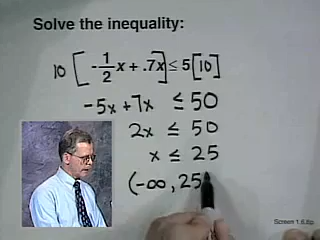 Solve the inequality:
10 [ -1/2 x + .7x ] ≤ 5 [10]
-5x + 7x ≤ 50
2x ≤ 50
x ≤ 25
(-∞, 25
Screen 1.6.8p